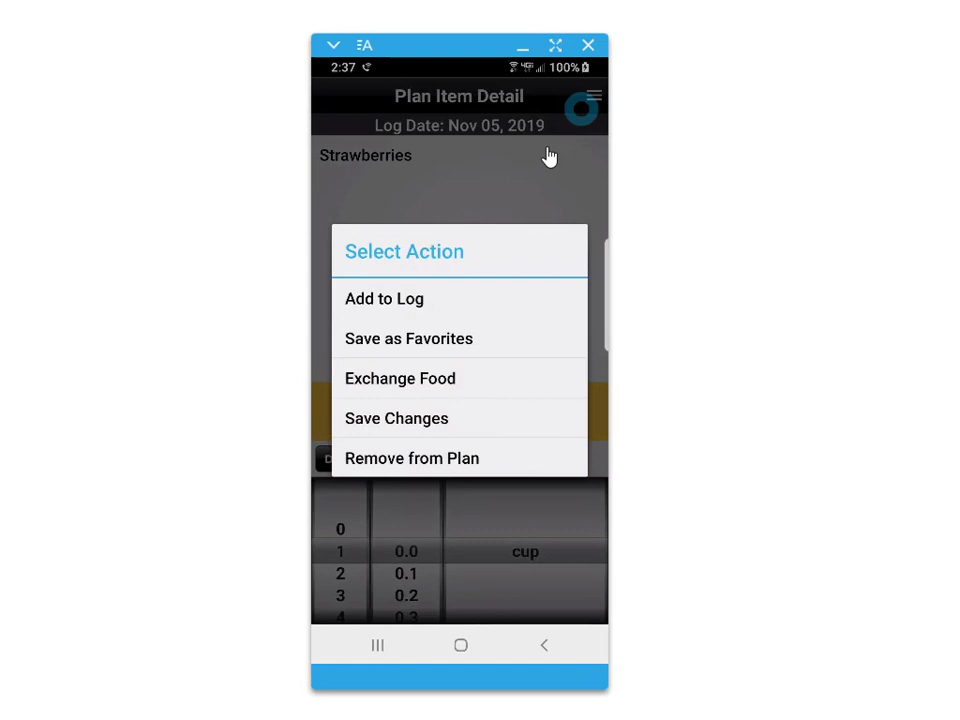 2:37 100%
Plan Item Detail
Log Date: Nov 05, 2019
Strawberries
Select Action
Add to Log
Save as Favorites
Exchange Food
Save Changes
Remove from Plan
0
1 0.0 cup
2 0.1
3 0.2
4 0.3